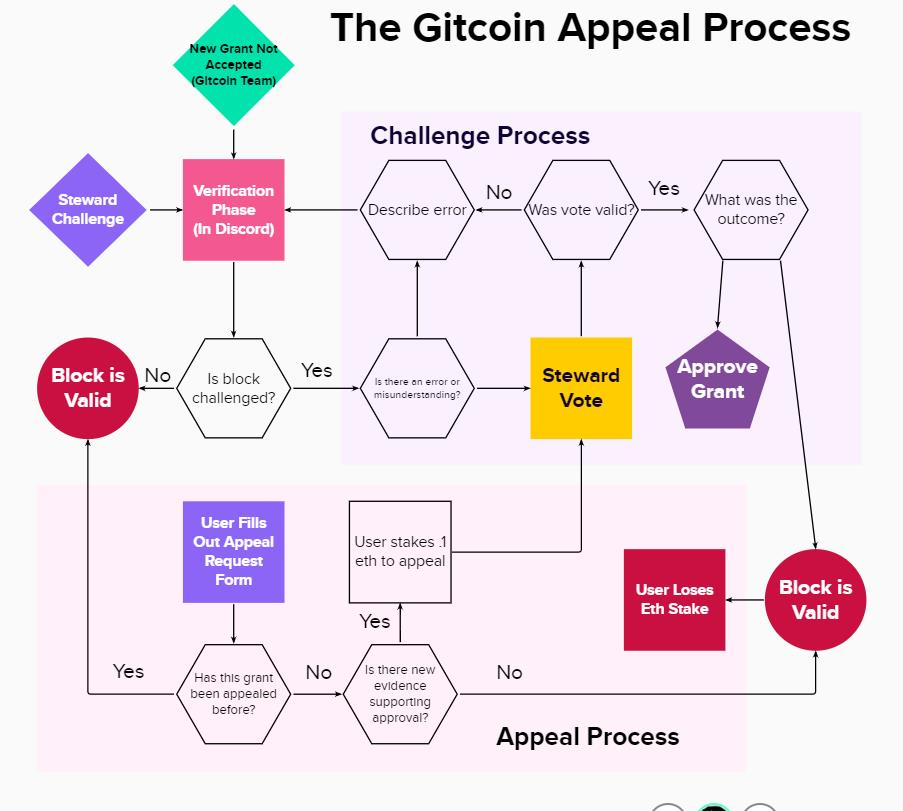 The Gitcoin Appeal Process
New Grant Not
Accepted
(Gitcoin Team)
Challenge Process
Steward
Challenge
Verification
Phase
(In Discord)
Describe error
No
Was vote valid?
Yes
What was the
outcome?
Block is
Valid
No
Is block
challenged?
Yes
Is there an error or
misunderstanding?
Steward
Vote
Approve
Grant
User Fills
Out Appeal
Request
Form
User stakes .1
eth to appeal
User Loses
Eth Stake
Block is
Valid
Yes
Yes
Has this grant
been appealed
before?
No
Is there new
evidence
supporting
approval?
No
Appeal Process